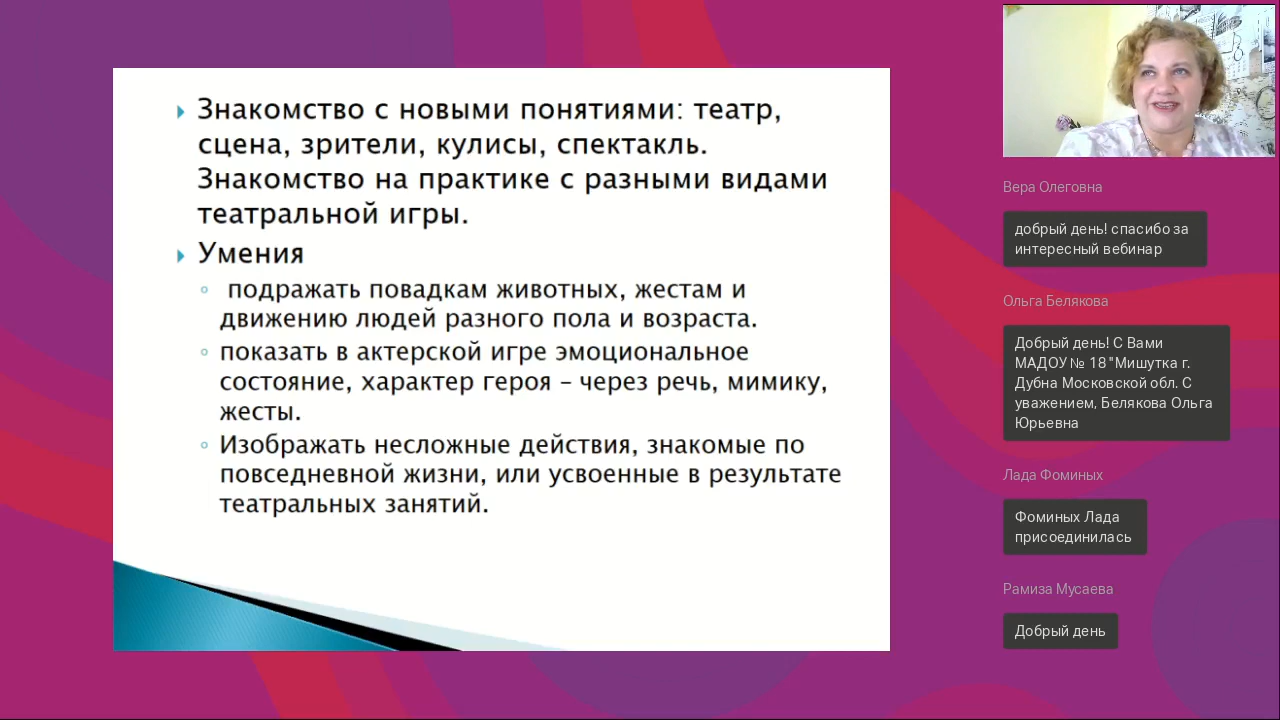 Знакомство с новыми понятиями: театр,
сцена, зрители, кулисы, спектакль.
Знакомство на практике с разными видами
театральной игры.
Умения
подражать повадкам животных, жестам и
движению людей разного пола и возраста.
показать в актерской игре эмоциональное
состояние, характер героя – через речь, мимику,
жесты.
Изображать несложные действия, знакомые по
повседневной жизни, или усвоенные в результате
театральных занятий.
Вера Олеговна
добрый день! спасибо за
интересный вебинар
Ольга Белякова
Добрый день! С Вами
МАДОУ № 18"Мишутка г.
Дубна Московской обл. С
уважением, Белякова Ольга
Юрьевна
Лада Фоминых
Фоминых Лада
присоединилась
Рамиза Мусаева
Добрый день